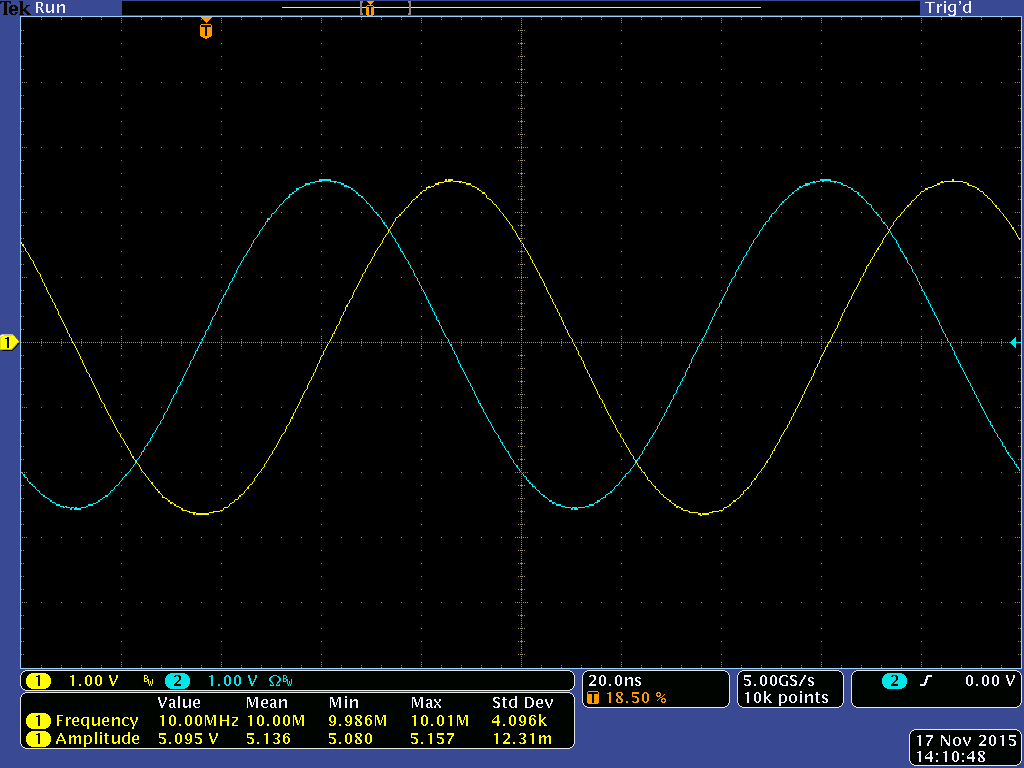 Tek Run Trig'd
T
T
1
1 1.00 V BW 2 1.00 V ΩBW 20.0ns 5.00GS/s 2 0.00 V
T 18.50 % 10k points
Value Mean Min Max Std Dev
1 Frequency 10.00MHz 10.00M 9.986M 10.01M 4.096k
1 Amplitude 5.095 V 5.136 5.080 5.157 12.31m
17 Nov 2015
14:10:48